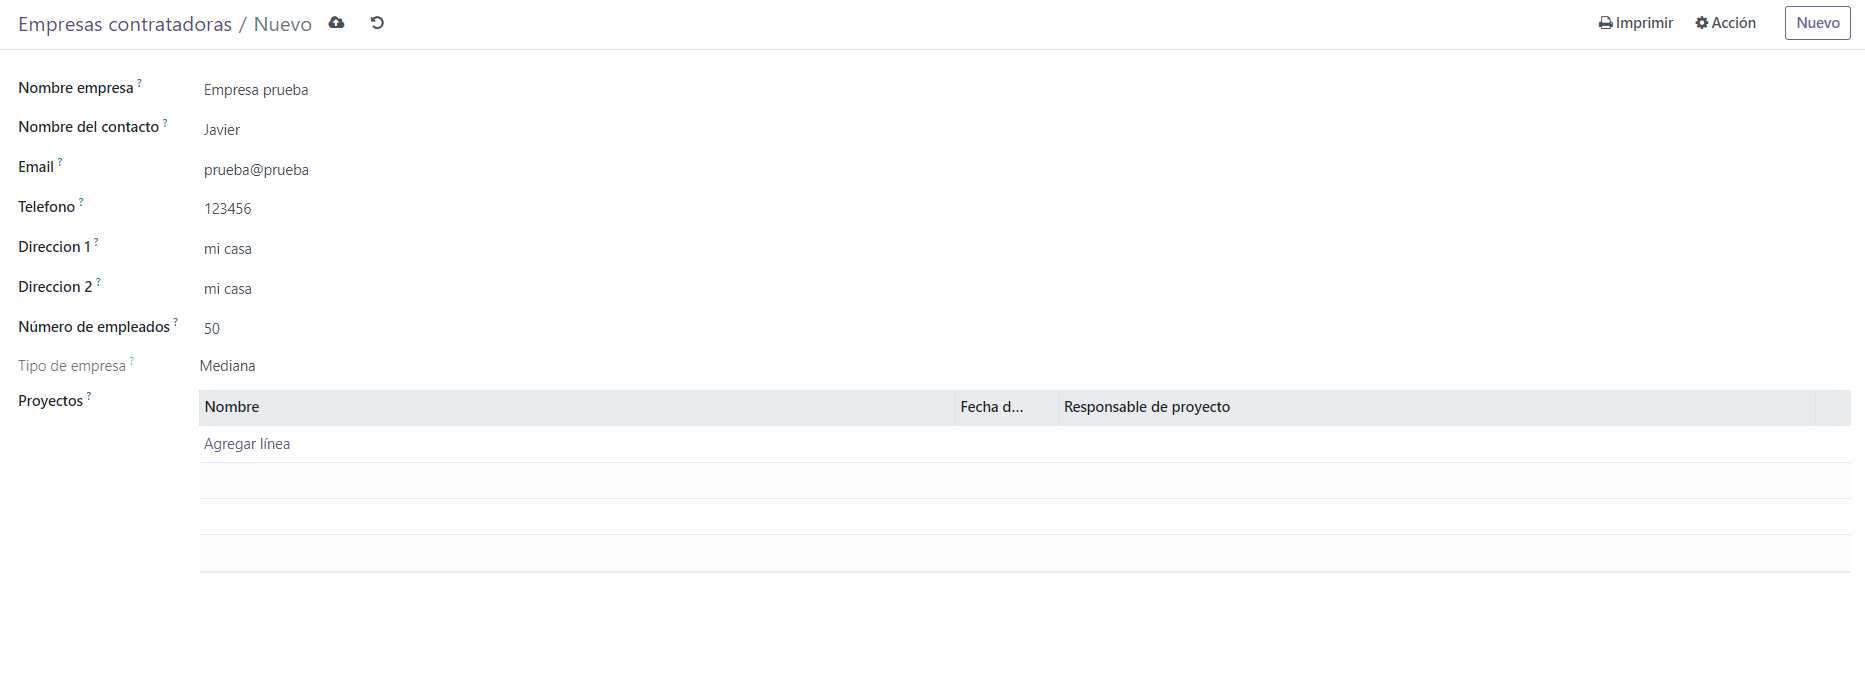 Empresas contratadoras / Nuevo Imprimir Acción Nuevo
Nombre empresa ? Empresa prueba
Nombre del contacto ? Javier
Email ? prueba@prueba
Telefono ? 123456
Direccion 1 ? mi casa
Direccion 2 ? mi casa
Número de empleados ? 50
Tipo de empresa ? Mediana
Proyectos ? Nombre Fecha d... Responsable de proyecto
Agregar línea